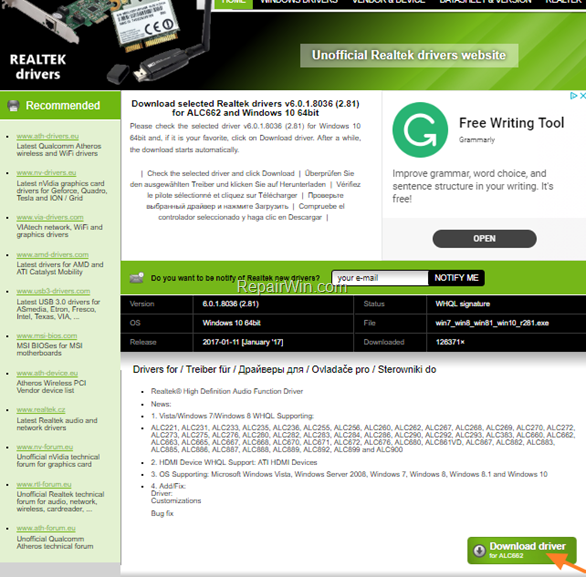 HOME WINDOWS DRIVERS VENDOR & DEVICE DATASHEET & VERSION REALTEK
REALTEK
drivers
Unofficial Realtek drivers website
Recommended
www.ath-drivers.eu
Latest Qualcomm Atheros
wireless and WiFi drivers
www.nv-drivers.eu
Latest nVidia graphics card
drivers for Geforce, Quadro,
Tesla and ION / Grid
www.via-drivers.com
VIAtech network, WiFi and
graphics drivers
www.amd-drivers.com
Latest drivers for AMD and
ATI Catalyst Mobility
www.usb3-drivers.com
Latest USB 3.0 drivers for
ASmedia, Etron, Fresco,
Intel, Texas, VIA, ...
www.msi-bios.com
MSI BIOSes for MSI
motherboards
www.ath-device.eu
Atheros Wireless PCI
Vendor device list
www.realtek.cz
Latest Realtek audio and
network drivers
www.nv-forum.eu
Unofficial nVidia technical
forum for graphics card
www.rtl-forum.eu
Unofficial Realtek technical
forum for audio, network,
wireless, cardreader, ...
www.ath-forum.eu
Unofficial Qualcomm
Atheros technical forum
Download selected Realtek drivers v6.0.1.8036 (2.81)
for ALC662 and Windows 10 64bit
Please check the selected driver v6.0.1.8036 (2.81) for Windows 10
64bit and, if it is your favorite, click on Download driver. After a while,
the download starts automatically.
| Check the selected driver and click Download | Überprüfen Sie
den ausgewählten Treiber und klicken Sie auf Herunterladen | Vérifiez
le pilote sélectionné et cliquez sur Télécharger | Проверьте
выбранный драйвер и нажмите Загрузить | Compruebe el
controlador seleccionado y haga clic en Descargar |
Free Writing Tool
Grammarly
Improve grammar, word choice, and
sentence structure in your writing. It's
free!
OPEN
Do you want to be notify of Realtek new drivers? your e-mail NOTIFY ME
RepairWin.com
Version 6.0.1.8036 (2.81) Status WHQL signature
OS Windows 10 64bit File win7_win8_win81_win10_r281.exe
Release 2017-01-11 [January '17] Downloaded 126371×
Drivers for / Treiber für / Драйверы для / Ovladače pro / Sterowniki do
Realtek® High Definition Audio Function Driver
News:
1. Vista/Windows 7/Windows 8 WHQL Supporting:
ALC221, ALC231, ALC233, ALC235, ALC236, ALC255, ALC256, ALC260, ALC262, ALC267, ALC268, ALC269, ALC270, ALC272,
ALC273, ALC275, ALC276, ALC280, ALC282, ALC283, ALC284, ALC286, ALC290, ALC292, ALC293, ALC383, ALC660, ALC662,
ALC663, ALC665, ALC667, ALC668, ALC670, ALC671, ALC672, ALC676, ALC680, ALC861VD, ALC867, ALC882, ALC883,
ALC885, ALC886, ALC887, ALC888, ALC889, ALC892, ALC899 and ALC900
2. HDMI Device WHQL Support: ATI HDMI Devices
3. OS Supporting: Microsoft Windows Vista, Windows Server 2008, Windows 7, Windows 8, Windows 8.1 and Windows 10
4. Add/Fix:
Driver:
Customizations
Bug fix
Download driver
for ALC662